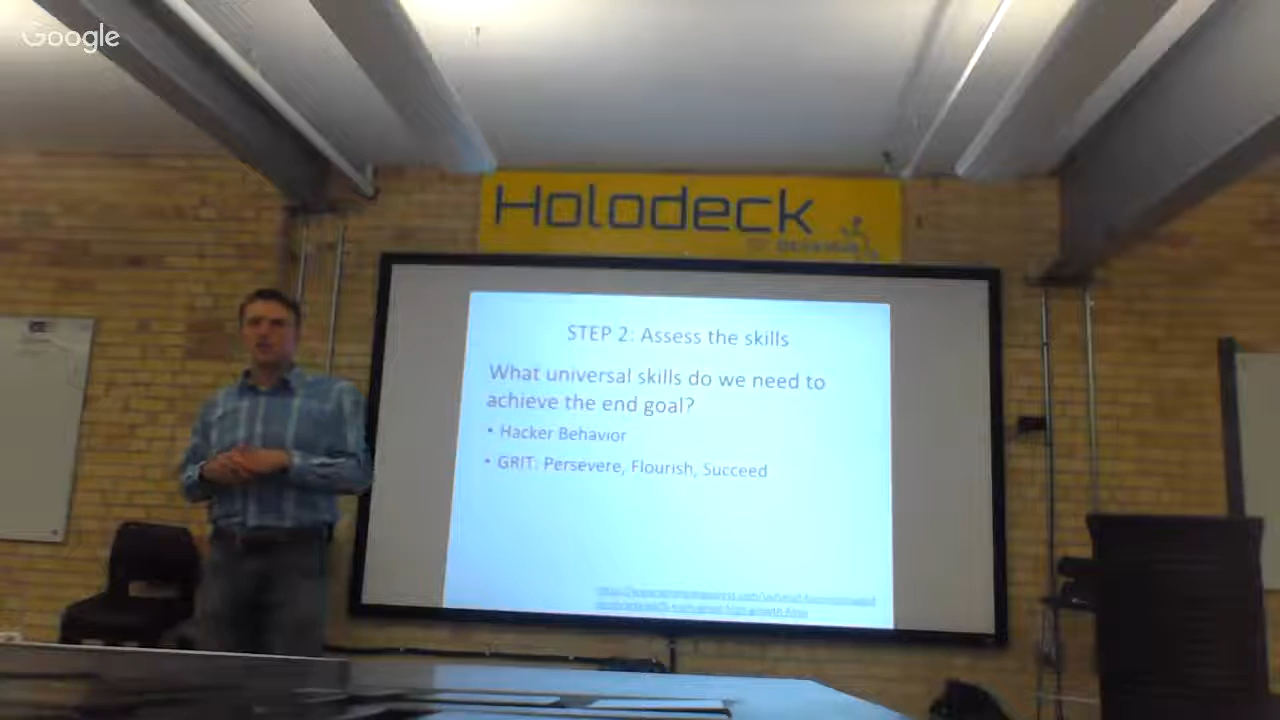 Google
Holodeck
STEP 2: Assess the skills
What universal skills do we need to
achieve the end goal?
• Hacker Behavior
• GRIT: Persevere, Flourish, Succeed